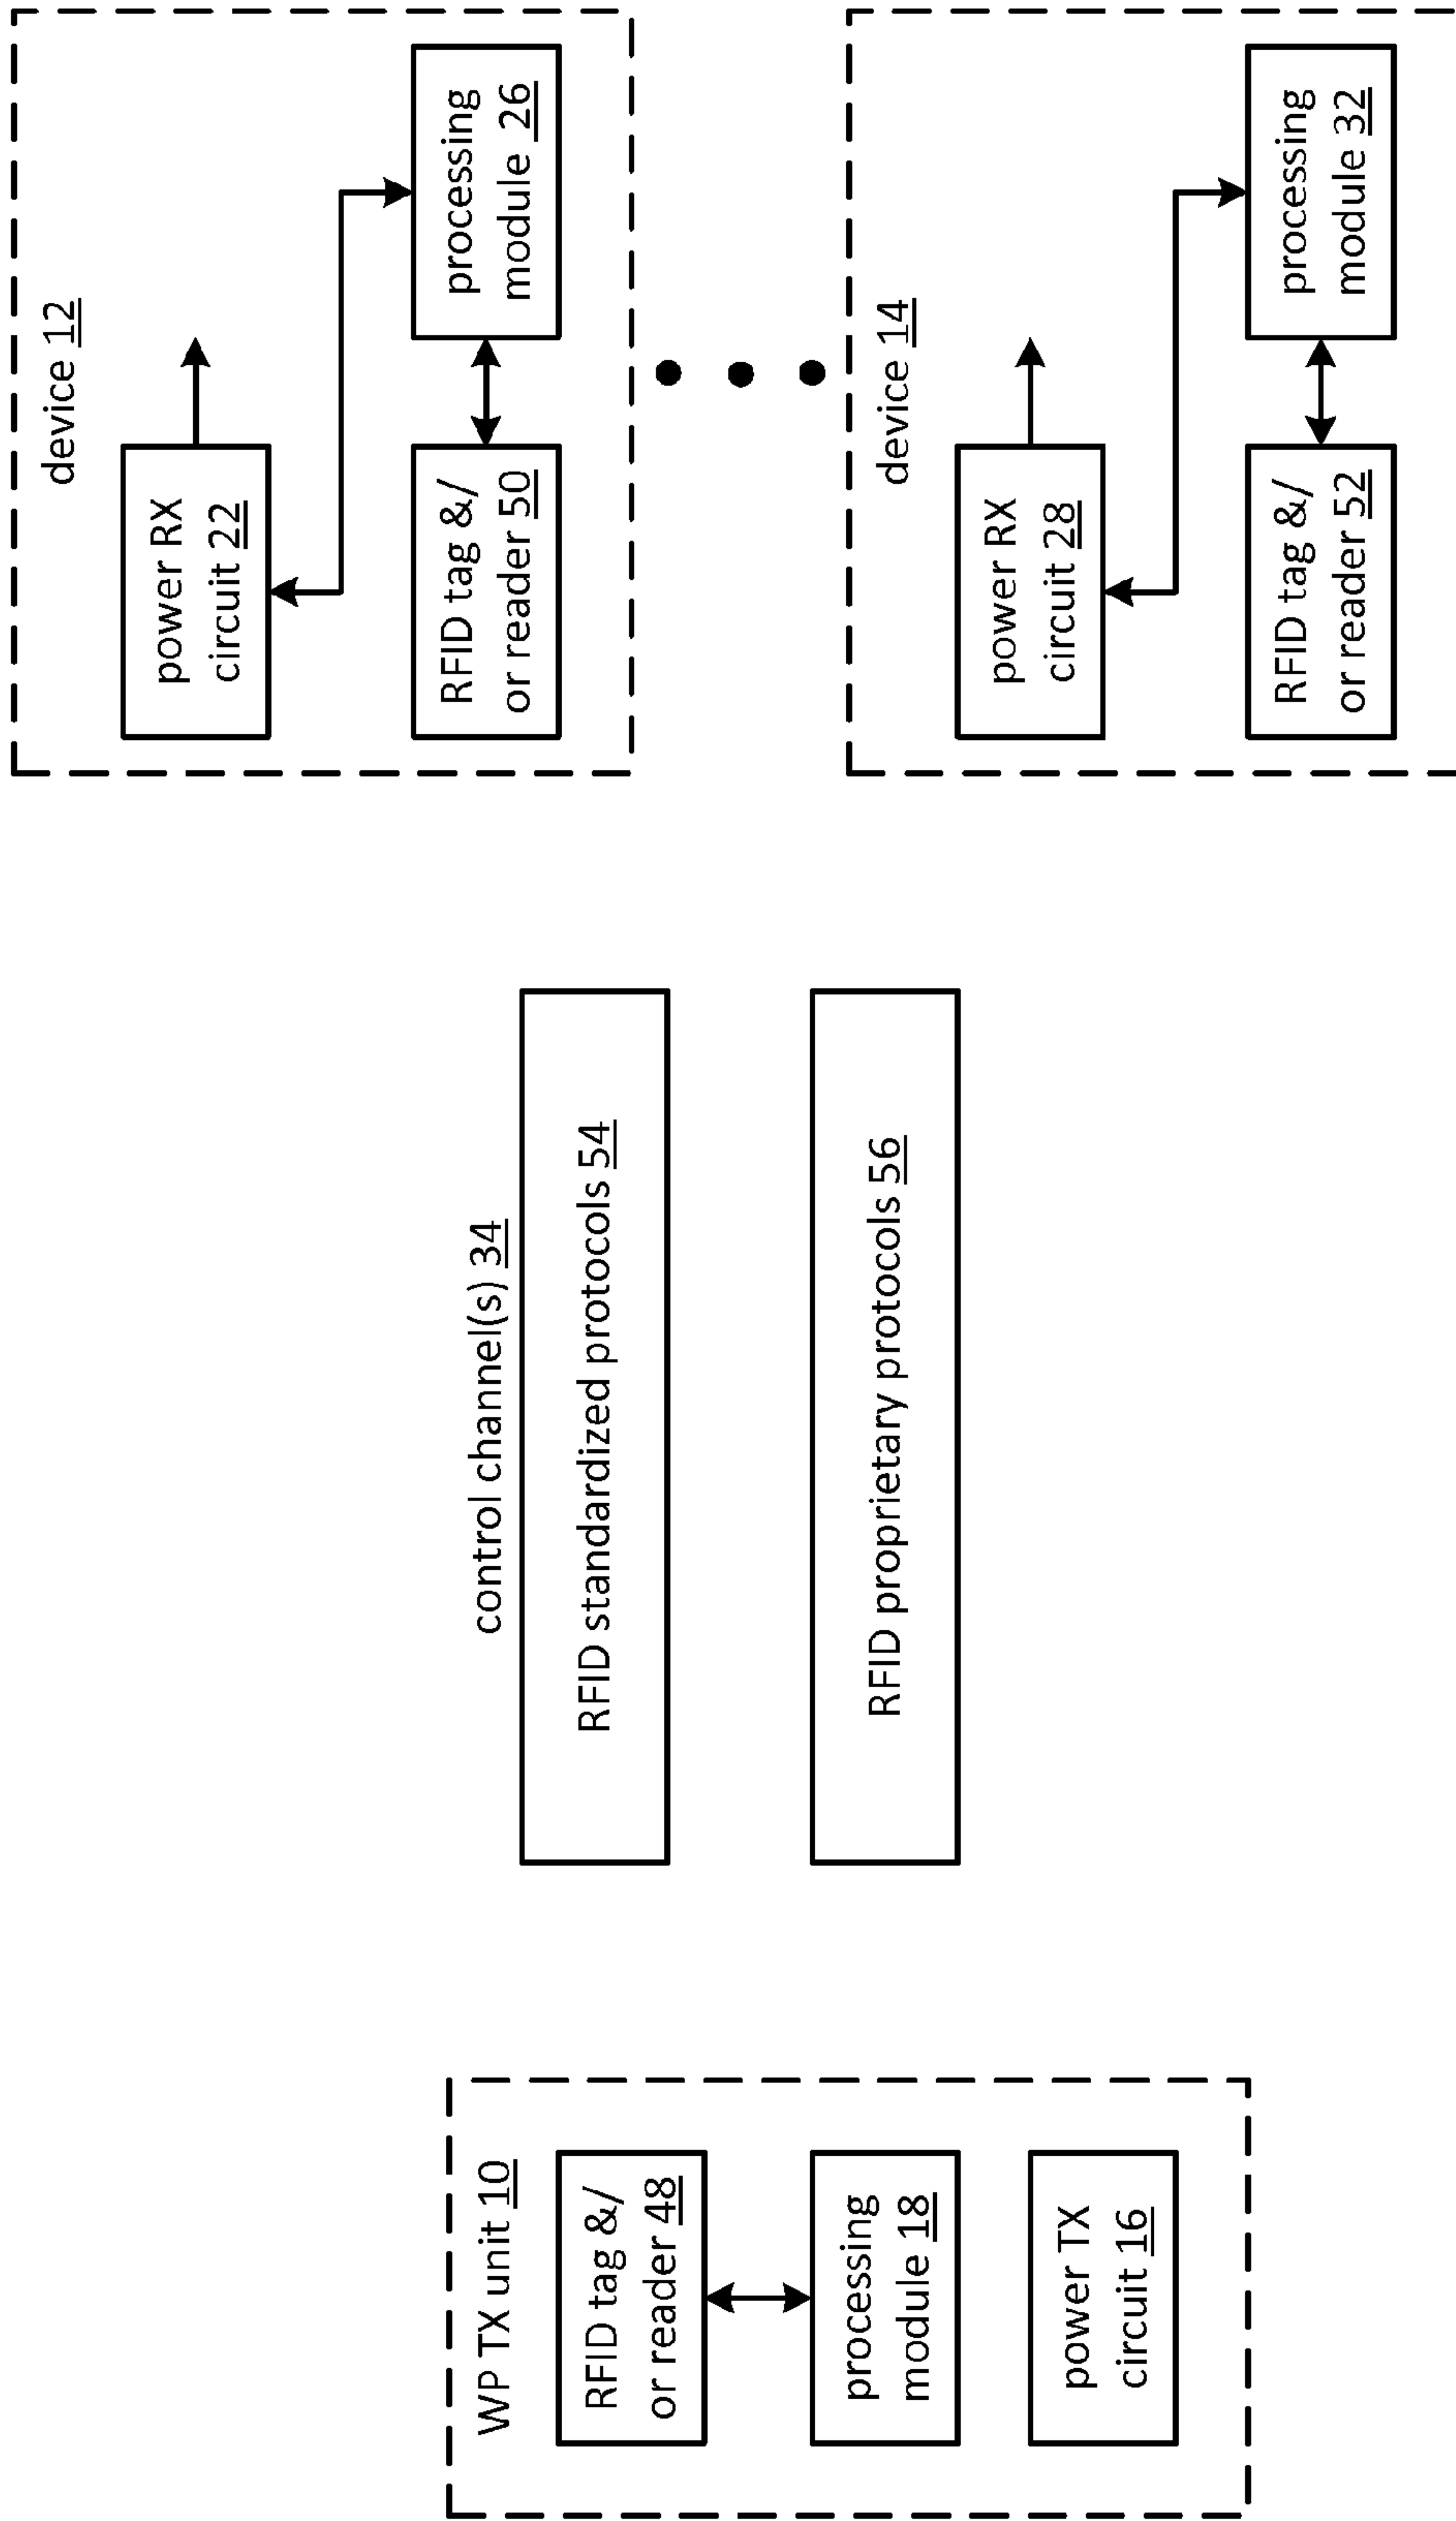 WP TX unit 10
RFID tag &/
or reader 48
processing
module 18
power TX
circuit 16
control channel(s) 34
RFID standardized protocols 54
RFID proprietary protocols 56
device 12
power RX
circuit 22
RFID tag &/
or reader 50
processing
module 26
device 14
power RX
circuit 28
RFID tag &/
or reader 52
processing
module 32